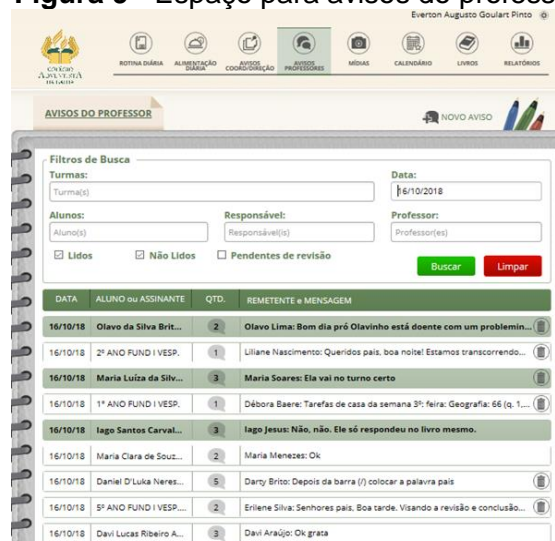 Figura 9 - Espaço para avisos do profess
Everton Augusto Goulart Pinto
COLÉGIO
ADVENTISTA
ROTINA DIÁRIA
ALIMENTAÇÃO DIÁRIA
AVISOS COORD/DIREÇÃO
AVISOS PROFESSORES
MÍDIAS
CALENDÁRIO
LIVROS
RELATÓRIOS
AVISOS DO PROFESSOR
NOVO AVISO
Filtros de Busca
Turmas: Data:
Turma(s) 16/10/2018
Alunos: Responsável: Professor:
Aluno(s) Responsável(is) Professor(es)
Lidos Não Lidos Pendentes de revisão
Buscar Limpar
DATA ALUNO ou ASSINANTE QTD. REMETENTE e MENSAGEM
16/10/18 Olavo da Silva Brit... 2 Olavo Lima: Bom dia pró Olavinho está doente com um problemin...
16/10/18 2º ANO FUND I VESP. 1 Liliane Nascimento: Queridos pais, boa noite! Estamos transcorrendo...
16/10/18 Maria Luíza da Silv... 3 Maria Soares: Ela vai no turno certo
16/10/18 1º ANO FUND I VESP. 1 Débora Baere: Tarefas de casa da semana 3º: feira: Geografia: 66 (q. 1,...
16/10/18 Iago Santos Carval... 3 Iago Jesus: Não, não. Ele só respondeu no livro mesmo.
16/10/18 Maria Clara de Souz... 2 Maria Menezes: Ok
16/10/18 Daniel D'Luka Neres... 5 Darty Brito: Depois da barra (/) colocar a palavra pais
16/10/18 5º ANO FUND I VESP.... 2 Erilene Silva: Senhores pais, Boa tarde. Visando a revisão e conclusão...
16/10/18 Davi Lucas Ribeiro A... 3 Davi Araújo: Ok grata